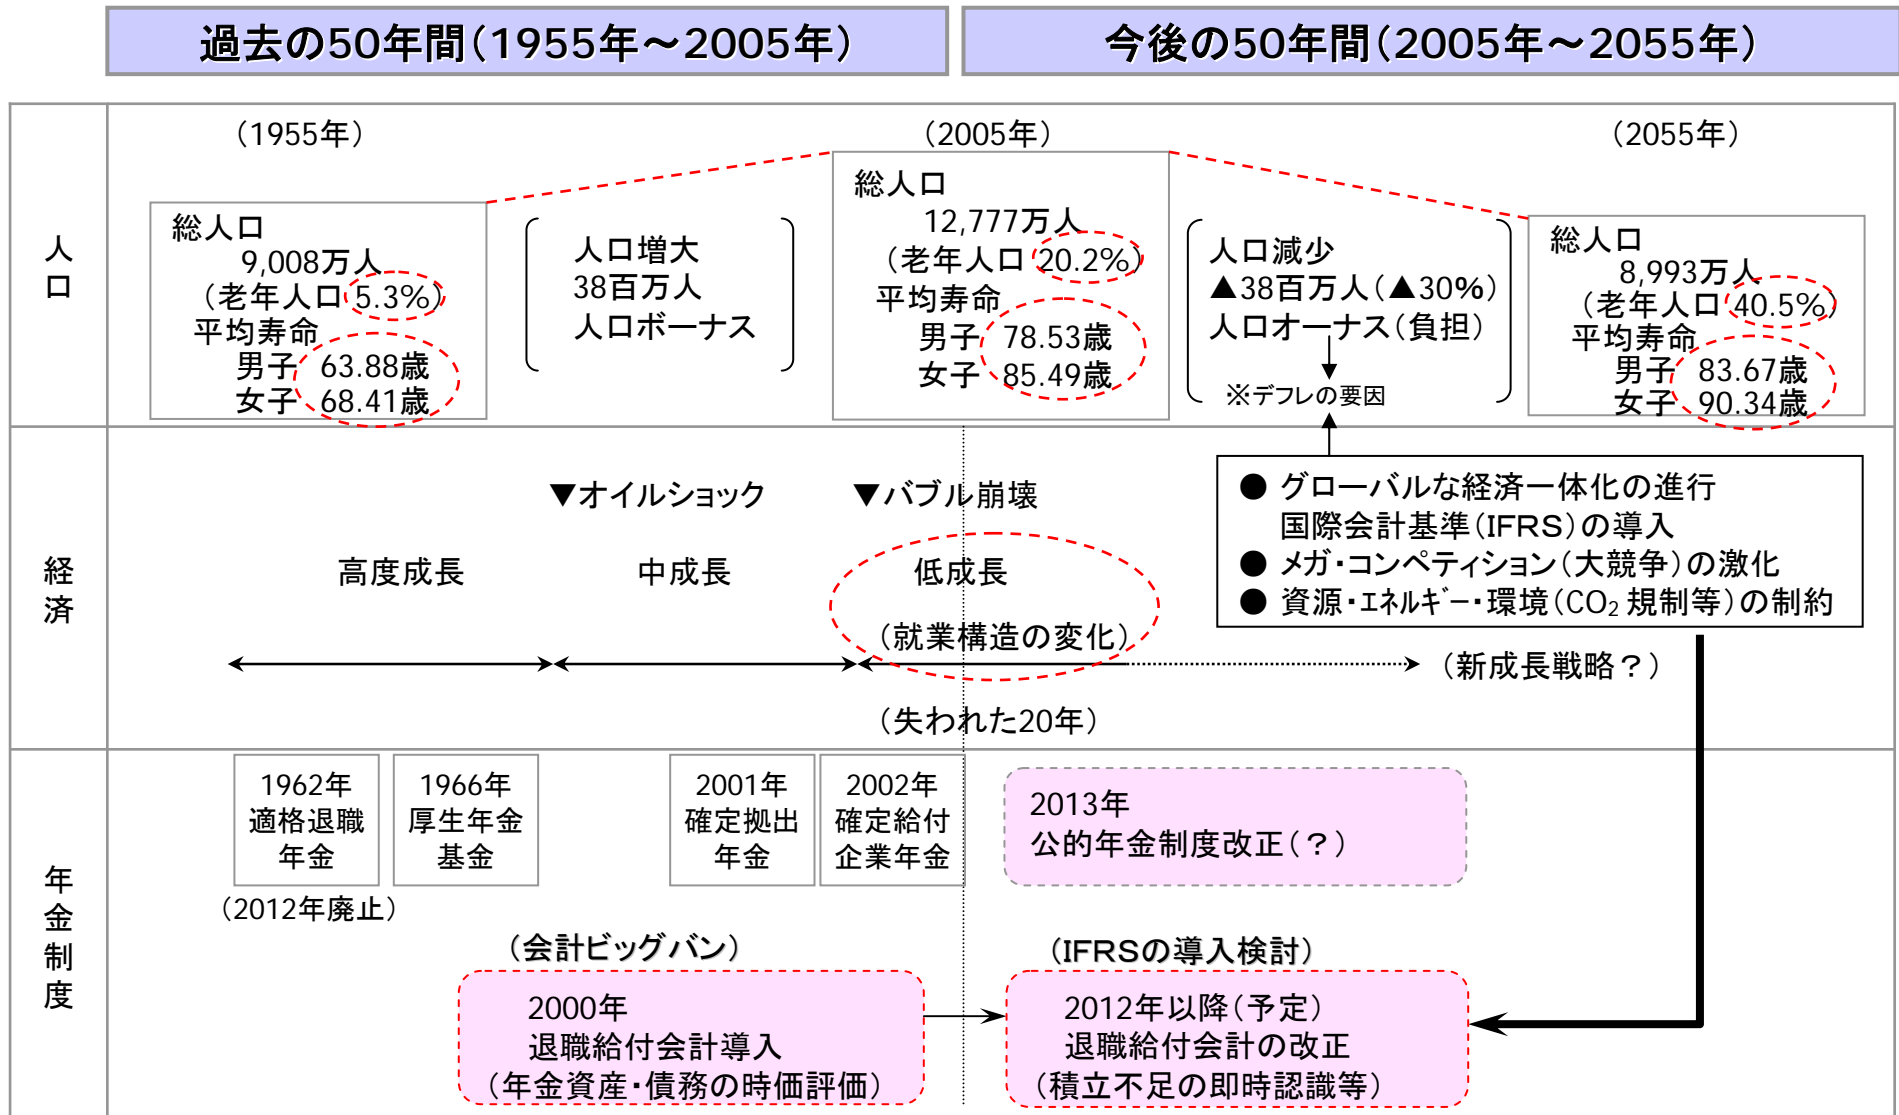 過去の50年間(1955年～2005年)
今後の50年間(2005年～2055年)
人口
(1955年)
総人口
9,008万人
(老年人口 5.3%)
平均寿命
男子 63.88歳
女子 68.41歳
人口増大
38百万人
人口ボーナス
(2005年)
総人口
12,777万人
(老年人口 20.2%)
平均寿命
男子 78.53歳
女子 85.49歳
人口減少
▲38百万人(▲30%)
人口オーナス(負担)
※デフレの要因
(2055年)
総人口
8,993万人
(老年人口 40.5%)
平均寿命
男子 83.67歳
女子 90.34歳
経済
▼オイルショック
▼バブル崩壊
高度成長
中成長
低成長
(就業構造の変化)
(新成長戦略？)
(失われた20年)
● グローバルな経済一体化の進行
国際会計基準(IFRS)の導入
● メガ・コンペティション(大競争)の激化
● 資源・エネルギー・環境(CO₂規制等)の制約
年金制度
1962年
適格退職
年金
(2012年廃止)
1966年
厚生年金
基金
2001年
確定拠出
年金
2002年
確定給付
企業年金
2013年
公的年金制度改正(？)
(会計ビッグバン)
2000年
退職給付会計導入
(年金資産・債務の時価評価)
(IFRSの導入検討)
2012年以降(予定)
退職給付会計の改正
(積立不足の即時認識等)